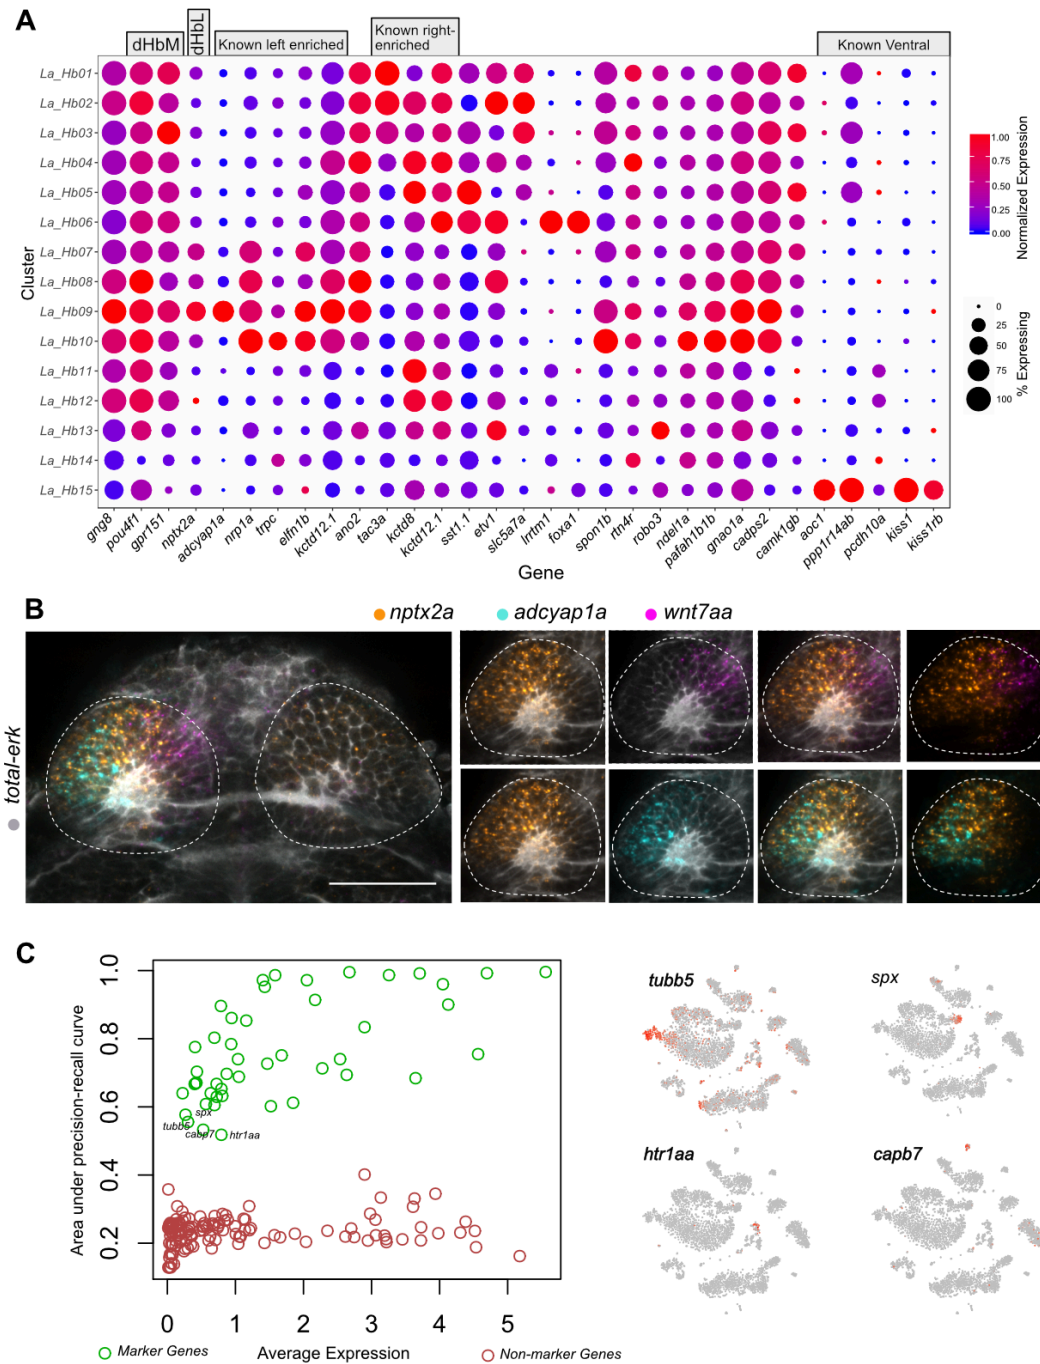 A
dHbM
dHbL
Known left enriched
Known right-
enriched
Known Ventral
Cluster
La_Hb01
La_Hb02
La_Hb03
La_Hb04
La_Hb05
La_Hb06
La_Hb07
La_Hb08
La_Hb09
La_Hb10
La_Hb11
La_Hb12
La_Hb13
La_Hb14
La_Hb15
gng8
pou4f1
gpr151
nptx2a
adcyap1a
nrp1a
trpc
elfn1b
kctd12.1
ano2
tac3a
kctd8
kctd12.1
sst1.1
etv1
slc5a7a
lrrtm1
foxa1
spon1b
rtn4r
robo3
ndel1a
pafah1b1b
gnao1a
cadps2
camk1gb
aoc1
ppp1r14ab
pcdh10a
kiss1
kiss1rb
Gene
Normalized Expression
1.00
0.75
0.50
0.25
0.00
% Expressing
0
25
50
75
100
B
nptx2a
adcyap1a
wnt7aa
total-erk
C
Area under precision-recall curve
1.0
0.8
0.6
0.4
0.2
spx
tubb5
cabp7
htr1aa
0 1 2 3 4 5
Marker Genes
Average Expression
Non-marker Genes
tubb5
spx
htr1aa
capb7